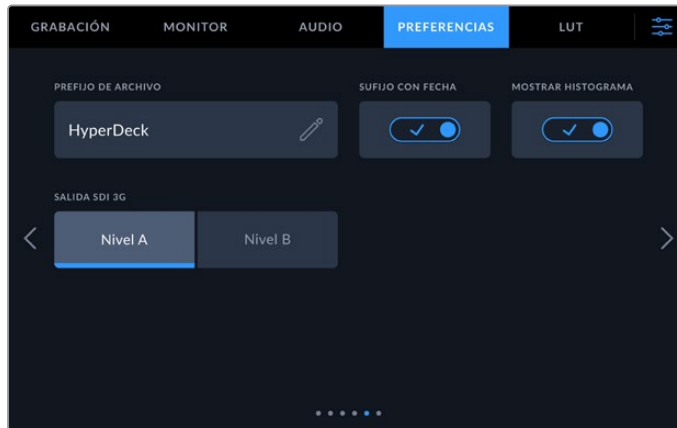 GRABACIÓN MONITOR AUDIO PREFERENCIAS LUT
PREFIJO DE ARCHIVO SUFIJO CON FECHA MOSTRAR HISTOGRAMA
HyperDeck
SALIDA SDI 3G
Nivel A Nivel B